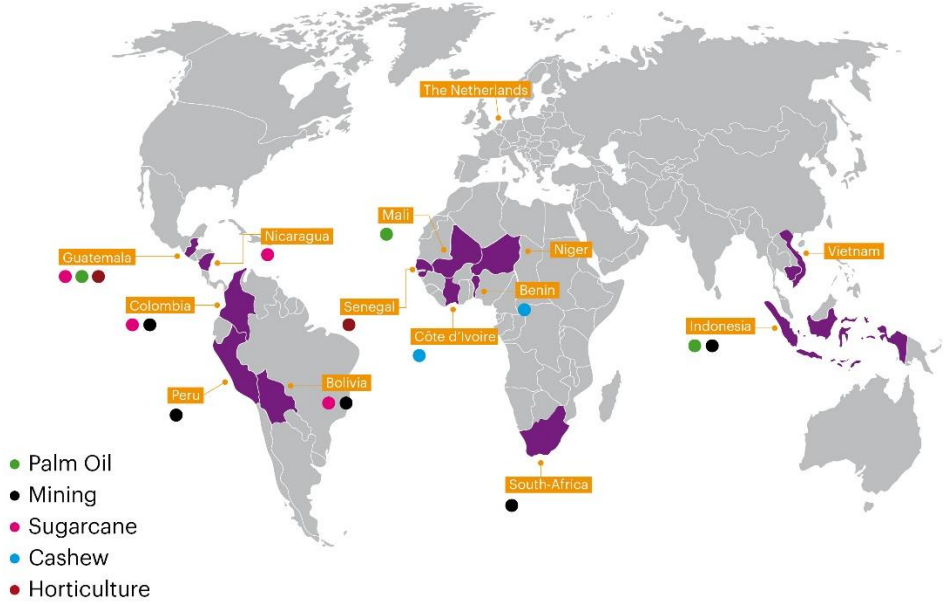 The Netherlands
Mali
Nicaragua
Guatemala
Niger
Vietnam
Benin
Colombia
Senegal
Côte d'Ivoire
Indonesia
Peru
Bolivia
South-Africa
Palm Oil
Mining
Sugarcane
Cashew
Horticulture